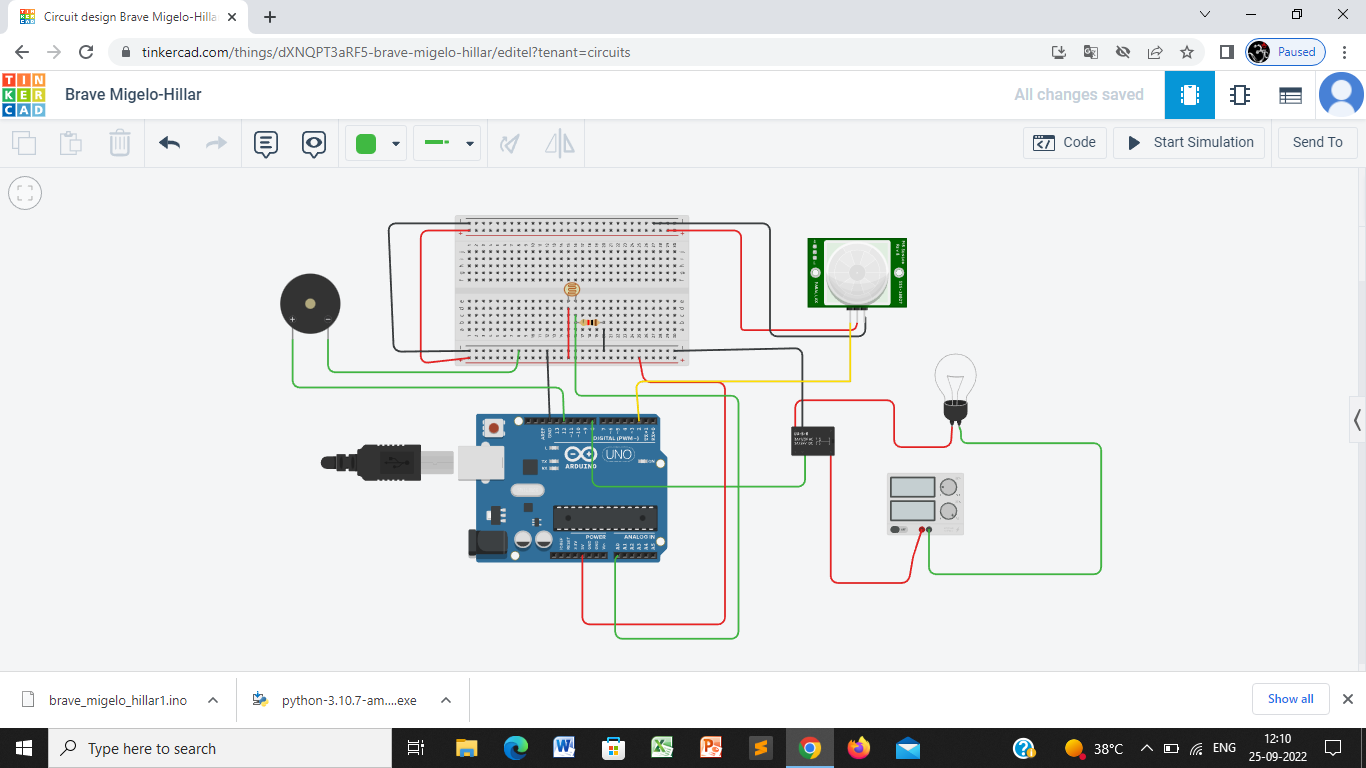 Circuit design Brave Migelo-Hilla
tinkercad.com/things/dXNQPT3aRF5-brave-migelo-hillar/editel?tenant=circuits
Paused
TIN
KER
CAD
Brave Migelo-Hillar
All changes saved
Code
Start Simulation
Send To
DIGITAL (PWM~)
UNO
ARDUINO
POWER
ANALOG IN
brave_migelo_hillar1.ino
python-3.10.7-am....exe
Show all
Type here to search
38°C
ENG
12:10
25-09-2022